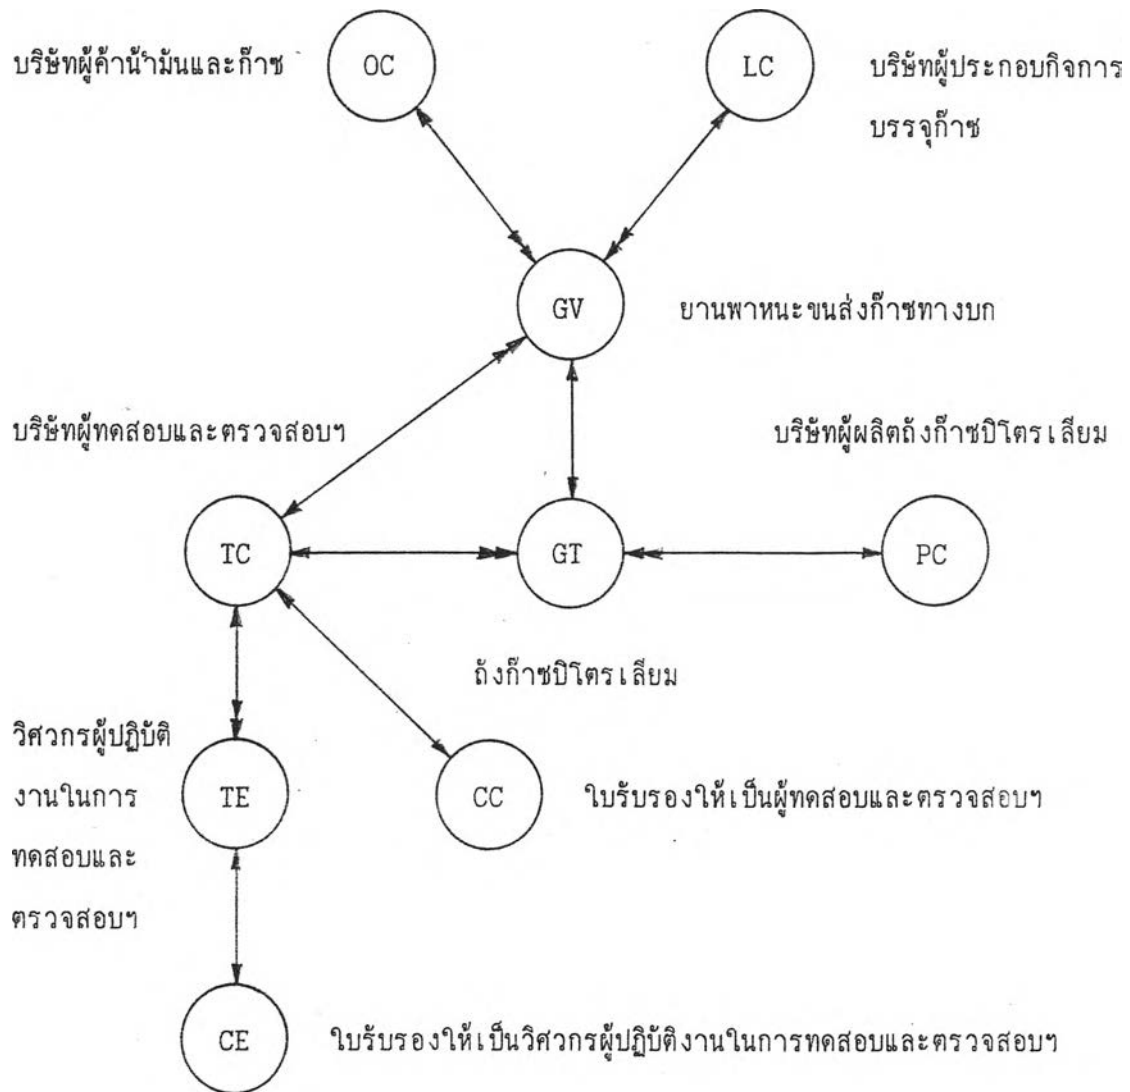 บริษัทผู้ค้าน้ำมันและก๊าซ
OC
LC
บริษัทผู้ประกอบกิจการ
บรรจุก๊าซ
GV
ยานพาหนะขนส่งก๊าซทางบก
บริษัทผู้ทดสอบและตรวจสอบฯ
บริษัทผู้ผลิตถังก๊าซปิโตรเลียม
TC
GT
PC
ถังก๊าซปิโตรเลียม
วิศวกรผู้ปฏิบัติ
งานในการ
ทดสอบและ
ตรวจสอบฯ
TE
CC
ใบรับรองให้เป็นผู้ทดสอบและตรวจสอบฯ
CE
ใบรับรองให้เป็นวิศวกรผู้ปฏิบัติงานในการทดสอบและตรวจสอบฯ